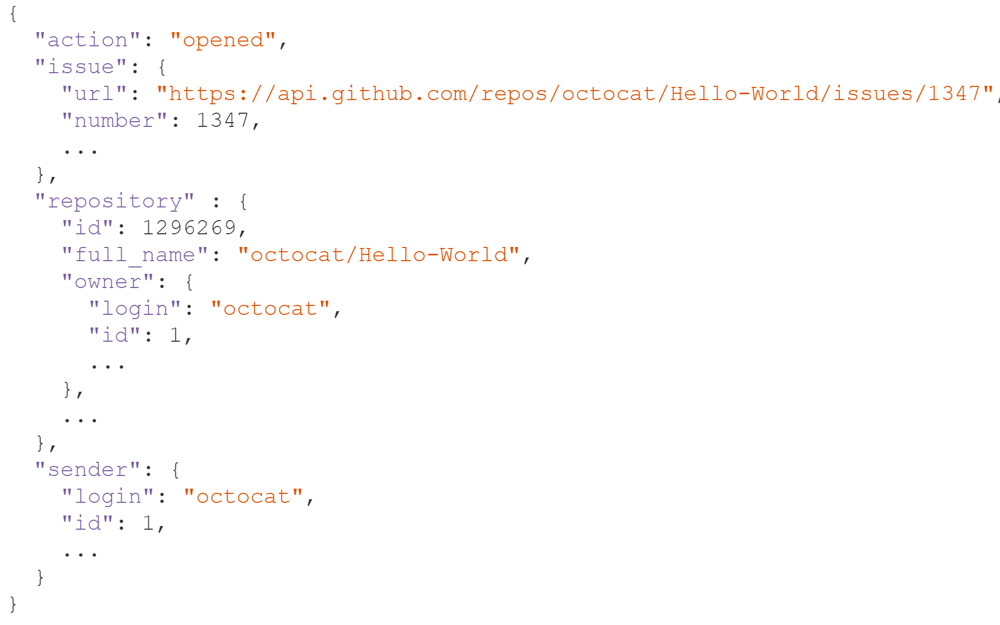 {
  "action": "opened",
  "issue": {
    "url": "https://api.github.com/repos/octocat/Hello-World/issues/1347",
    "number": 1347,
    ...
  },
  "repository" : {
    "id": 1296269,
    "full_name": "octocat/Hello-World",
    "owner": {
      "login": "octocat",
      "id": 1,
      ...
    },
    ...
  },
  "sender": {
    "login": "octocat",
    "id": 1,
    ...
  }
}